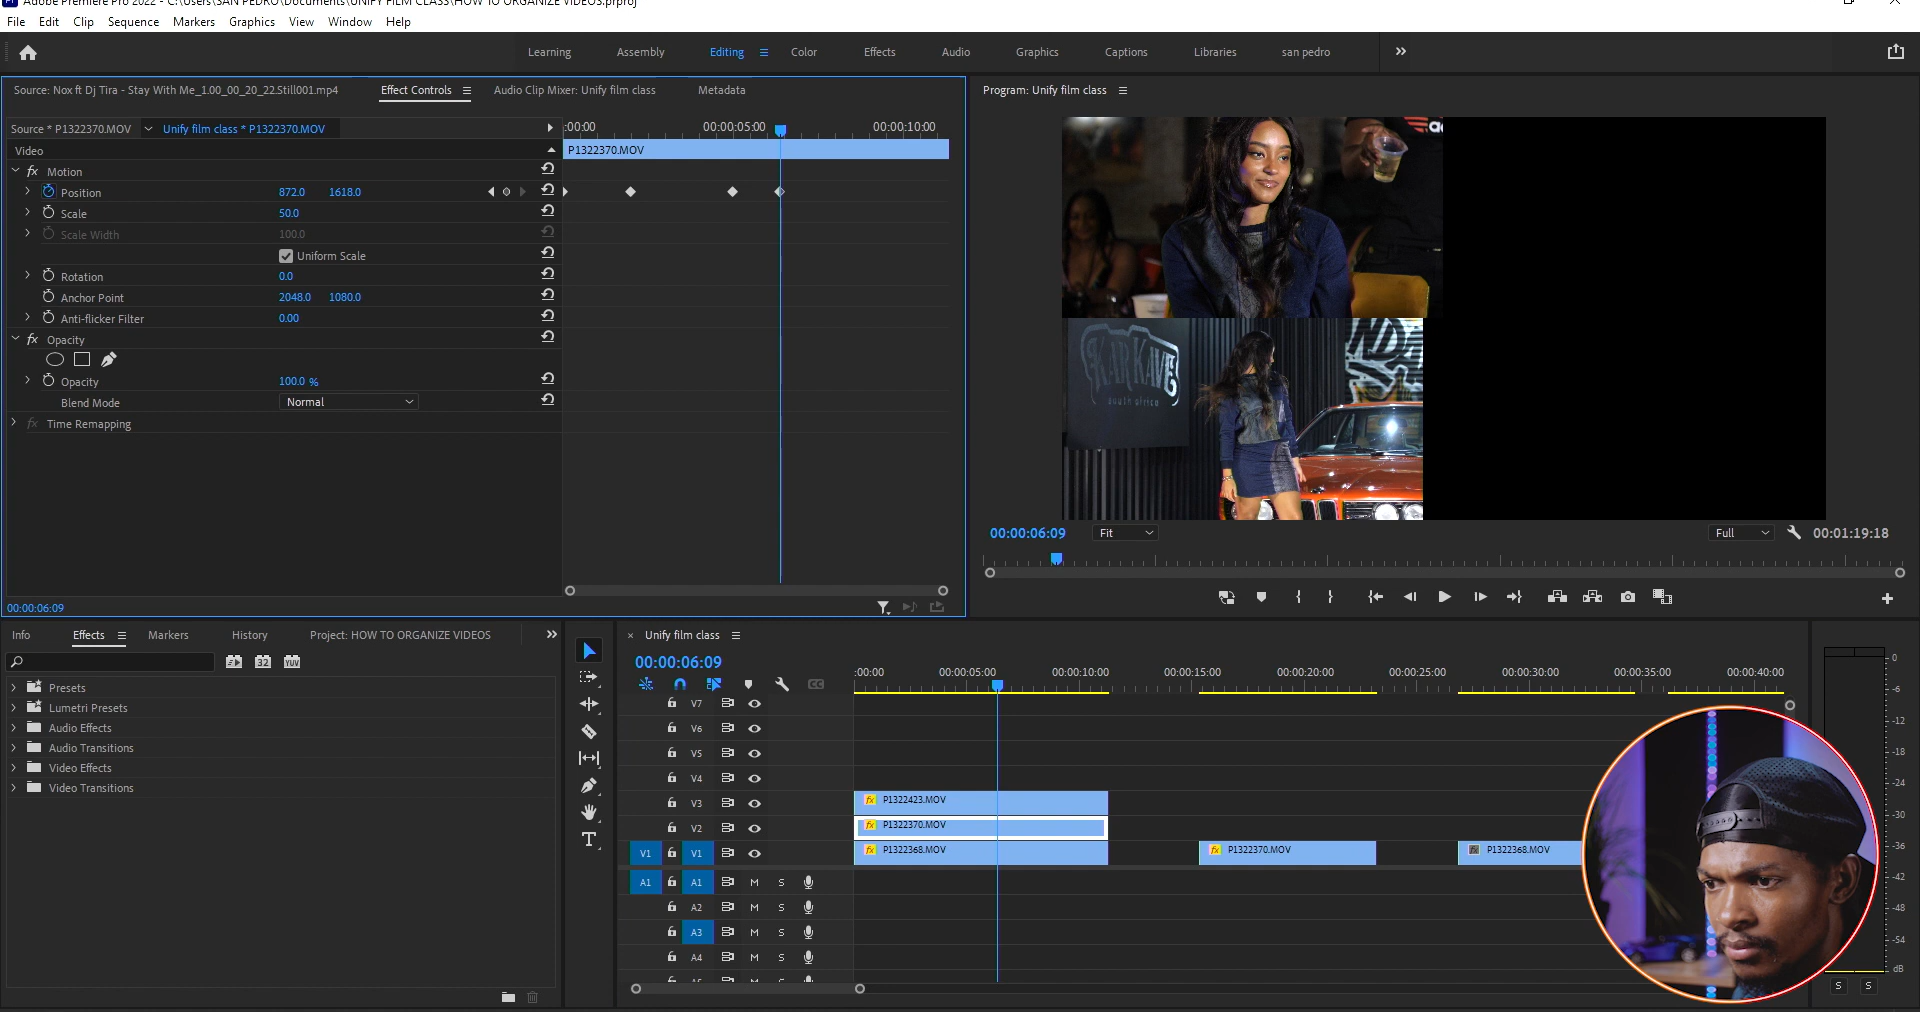 Adobe Premiere Pro 2022 - C:\Users\SAN PEDRO\Documents\UNIFY FILM CLASS\HOW TO ORGANIZE VIDEOS.prproj
File Edit Clip Sequence Markers Graphics View Window Help
Learning Assembly Editing Color Effects Audio Graphics Captions Libraries san pedro
Source: Nox ft Dj Tira - Stay With Me_1.00_00_20_22.Still001.mp4 Effect Controls Audio Clip Mixer: Unify film class Metadata
Program: Unify film class
Source * P1322370.MOV Unify film class * P1322370.MOV
:00:00 00:00:05:00 00:00:10:00
Video
P1322370.MOV
fx Motion
Position 872.0 1618.0
Scale 50.0
Scale Width 100.0
Uniform Scale
Rotation 0.0
Anchor Point 2048.0 1080.0
Anti-flicker Filter 0.00
fx Opacity
Opacity 100.0 %
Blend Mode Normal
fx Time Remapping
00:00:06:09
KARKAVE
south africa
00:00:06:09 Fit Full 00:01:19:18
Info Effects Markers History Project: HOW TO ORGANIZE VIDEOS
32 YUV
Presets
Lumetri Presets
Audio Effects
Audio Transitions
Video Effects
Video Transitions
Unify film class
00:00:06:09
:00:00 00:00:05:00 00:00:10:00 00:00:15:00 00:00:20:00 00:00:25:00 00:00:30:00 00:00:35:00 00:00:40:00
V7
V6
V5
V4
V3 fx P1322423.MOV
V2 fx P1322370.MOV
V1 V1 fx P1322368.MOV fx P1322370.MOV fx P1322368.MOV
A1 A1 M S
A2 M S
A3 M S
A4 M S
0
-6
-12
-18
-24
-30
-36
-42
-48
-54
dB
S S